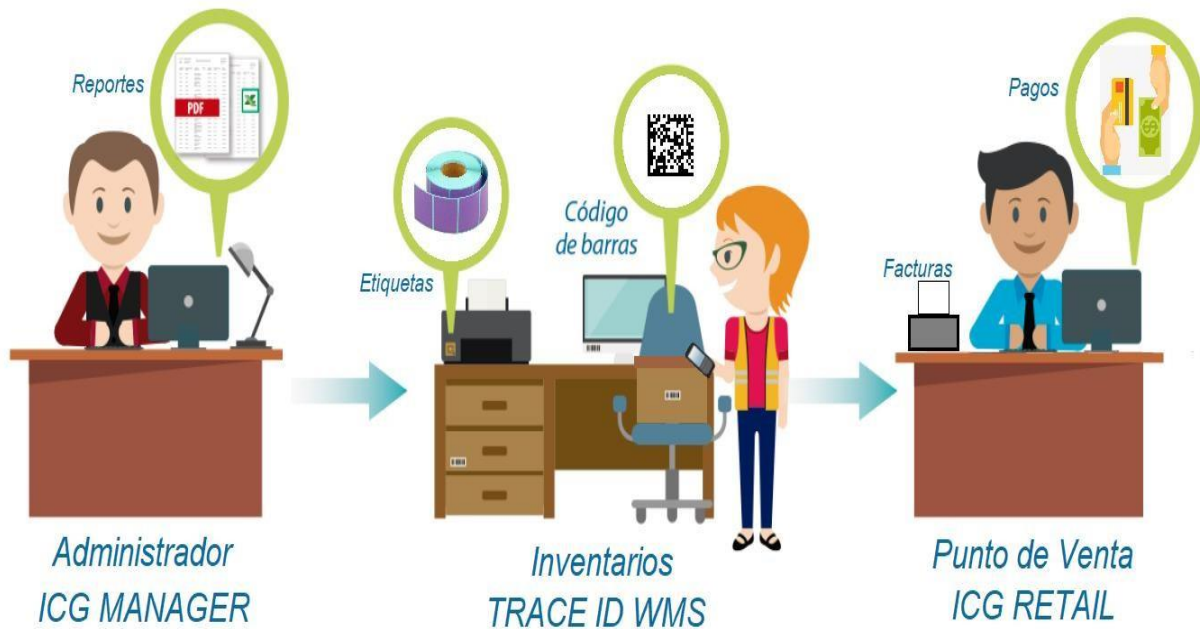 Reportes
PDF
Etiquetas
Código
de barras
Pagos
Facturas
Administrador
ICG MANAGER
Inventarios
TRACE ID WMS
Punto de Venta
ICG RETAIL